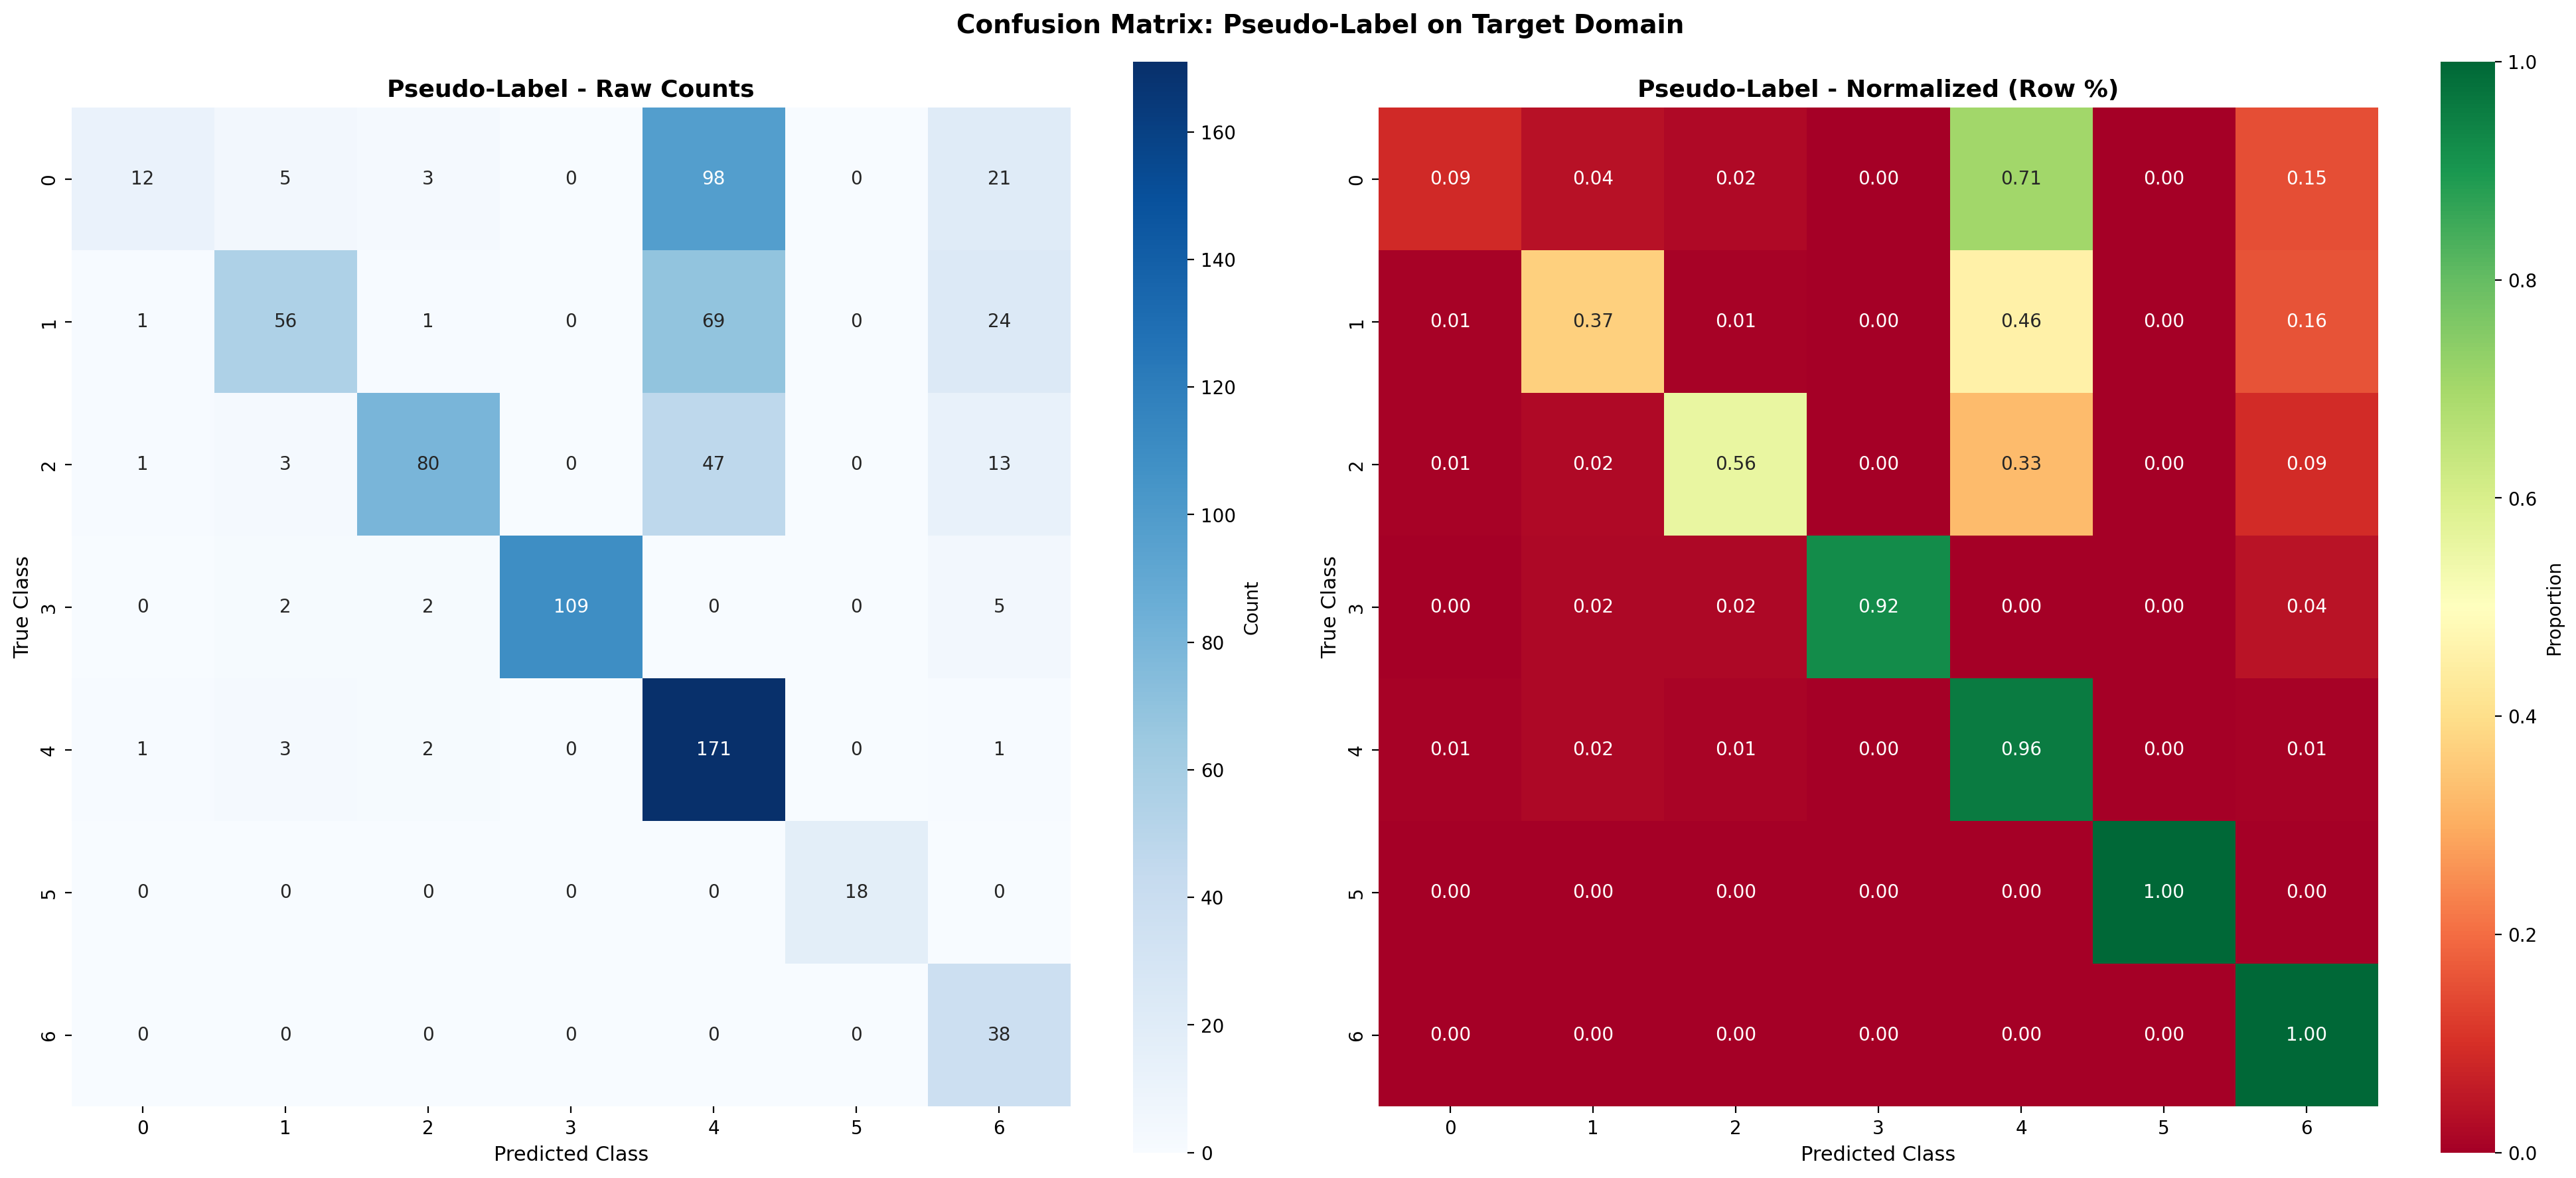 Confusion Matrix: Pseudo-Label on Target Domain
Pseudo-Label - Raw Counts
True Class
0 12 5 3 0 98 0 21
1 1 56 1 0 69 0 24
2 1 3 80 0 47 0 13
3 0 2 2 109 0 0 5
4 1 3 2 0 171 0 1
5 0 0 0 0 0 18 0
6 0 0 0 0 0 0 38
0 1 2 3 4 5 6
Predicted Class
160
140
120
100
80
60
40
20
0
Count
Pseudo-Label - Normalized (Row %)
True Class
0 0.09 0.04 0.02 0.00 0.71 0.00 0.15
1 0.01 0.37 0.01 0.00 0.46 0.00 0.16
2 0.01 0.02 0.56 0.00 0.33 0.00 0.09
3 0.00 0.02 0.02 0.92 0.00 0.00 0.04
4 0.01 0.02 0.01 0.00 0.96 0.00 0.01
5 0.00 0.00 0.00 0.00 0.00 1.00 0.00
6 0.00 0.00 0.00 0.00 0.00 0.00 1.00
0 1 2 3 4 5 6
Predicted Class
1.0
0.8
0.6
0.4
0.2
0.0
Proportion